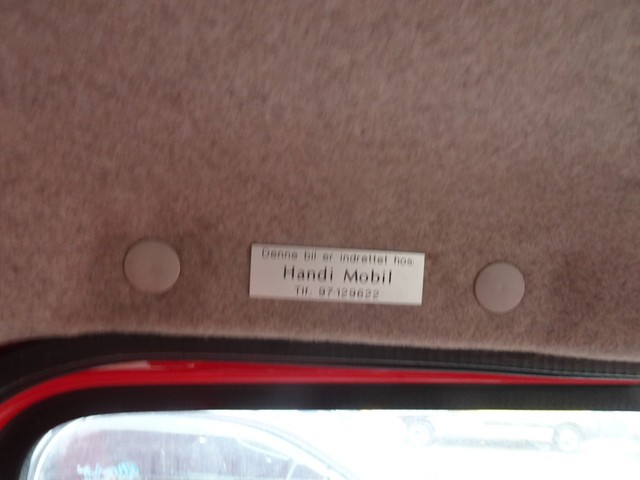 Denne bil er indrettet hos:
Handi Mobil
Tlf. 97129622